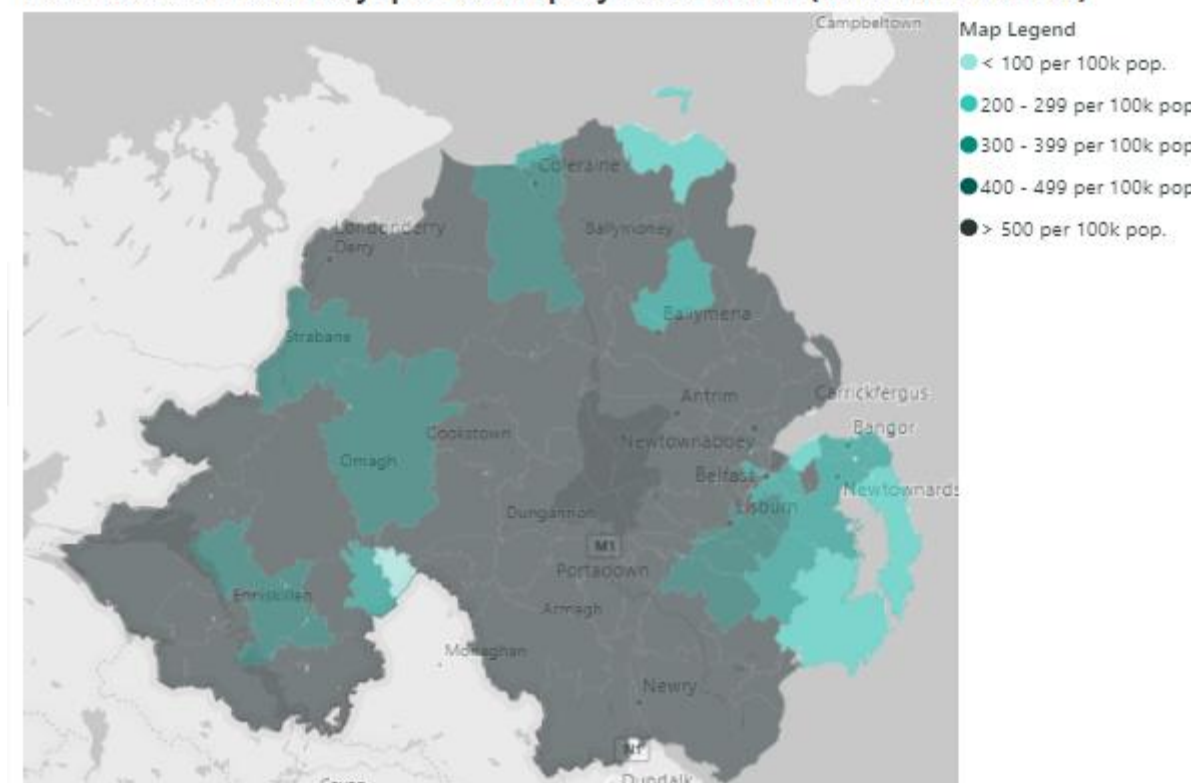 Campbeltown
Map Legend
< 100 per 100k pop.
200 - 299 per 100k pop
300 - 399 per 100k pop
400 - 499 per 100k pop
> 500 per 100k pop.
Coleraine
Londonderry
Derry
Ballymoney
Ballymena
Strabane
Antrim
Carrickfergus
Cookstown
Newtownabbey
Bangor
Omagh
Belfast
Newtownards
Dungannon
Lisburn
M1
Portadown
Enniskillen
Armagh
Monaghan
Newry
N1
Dundalk
Cavan